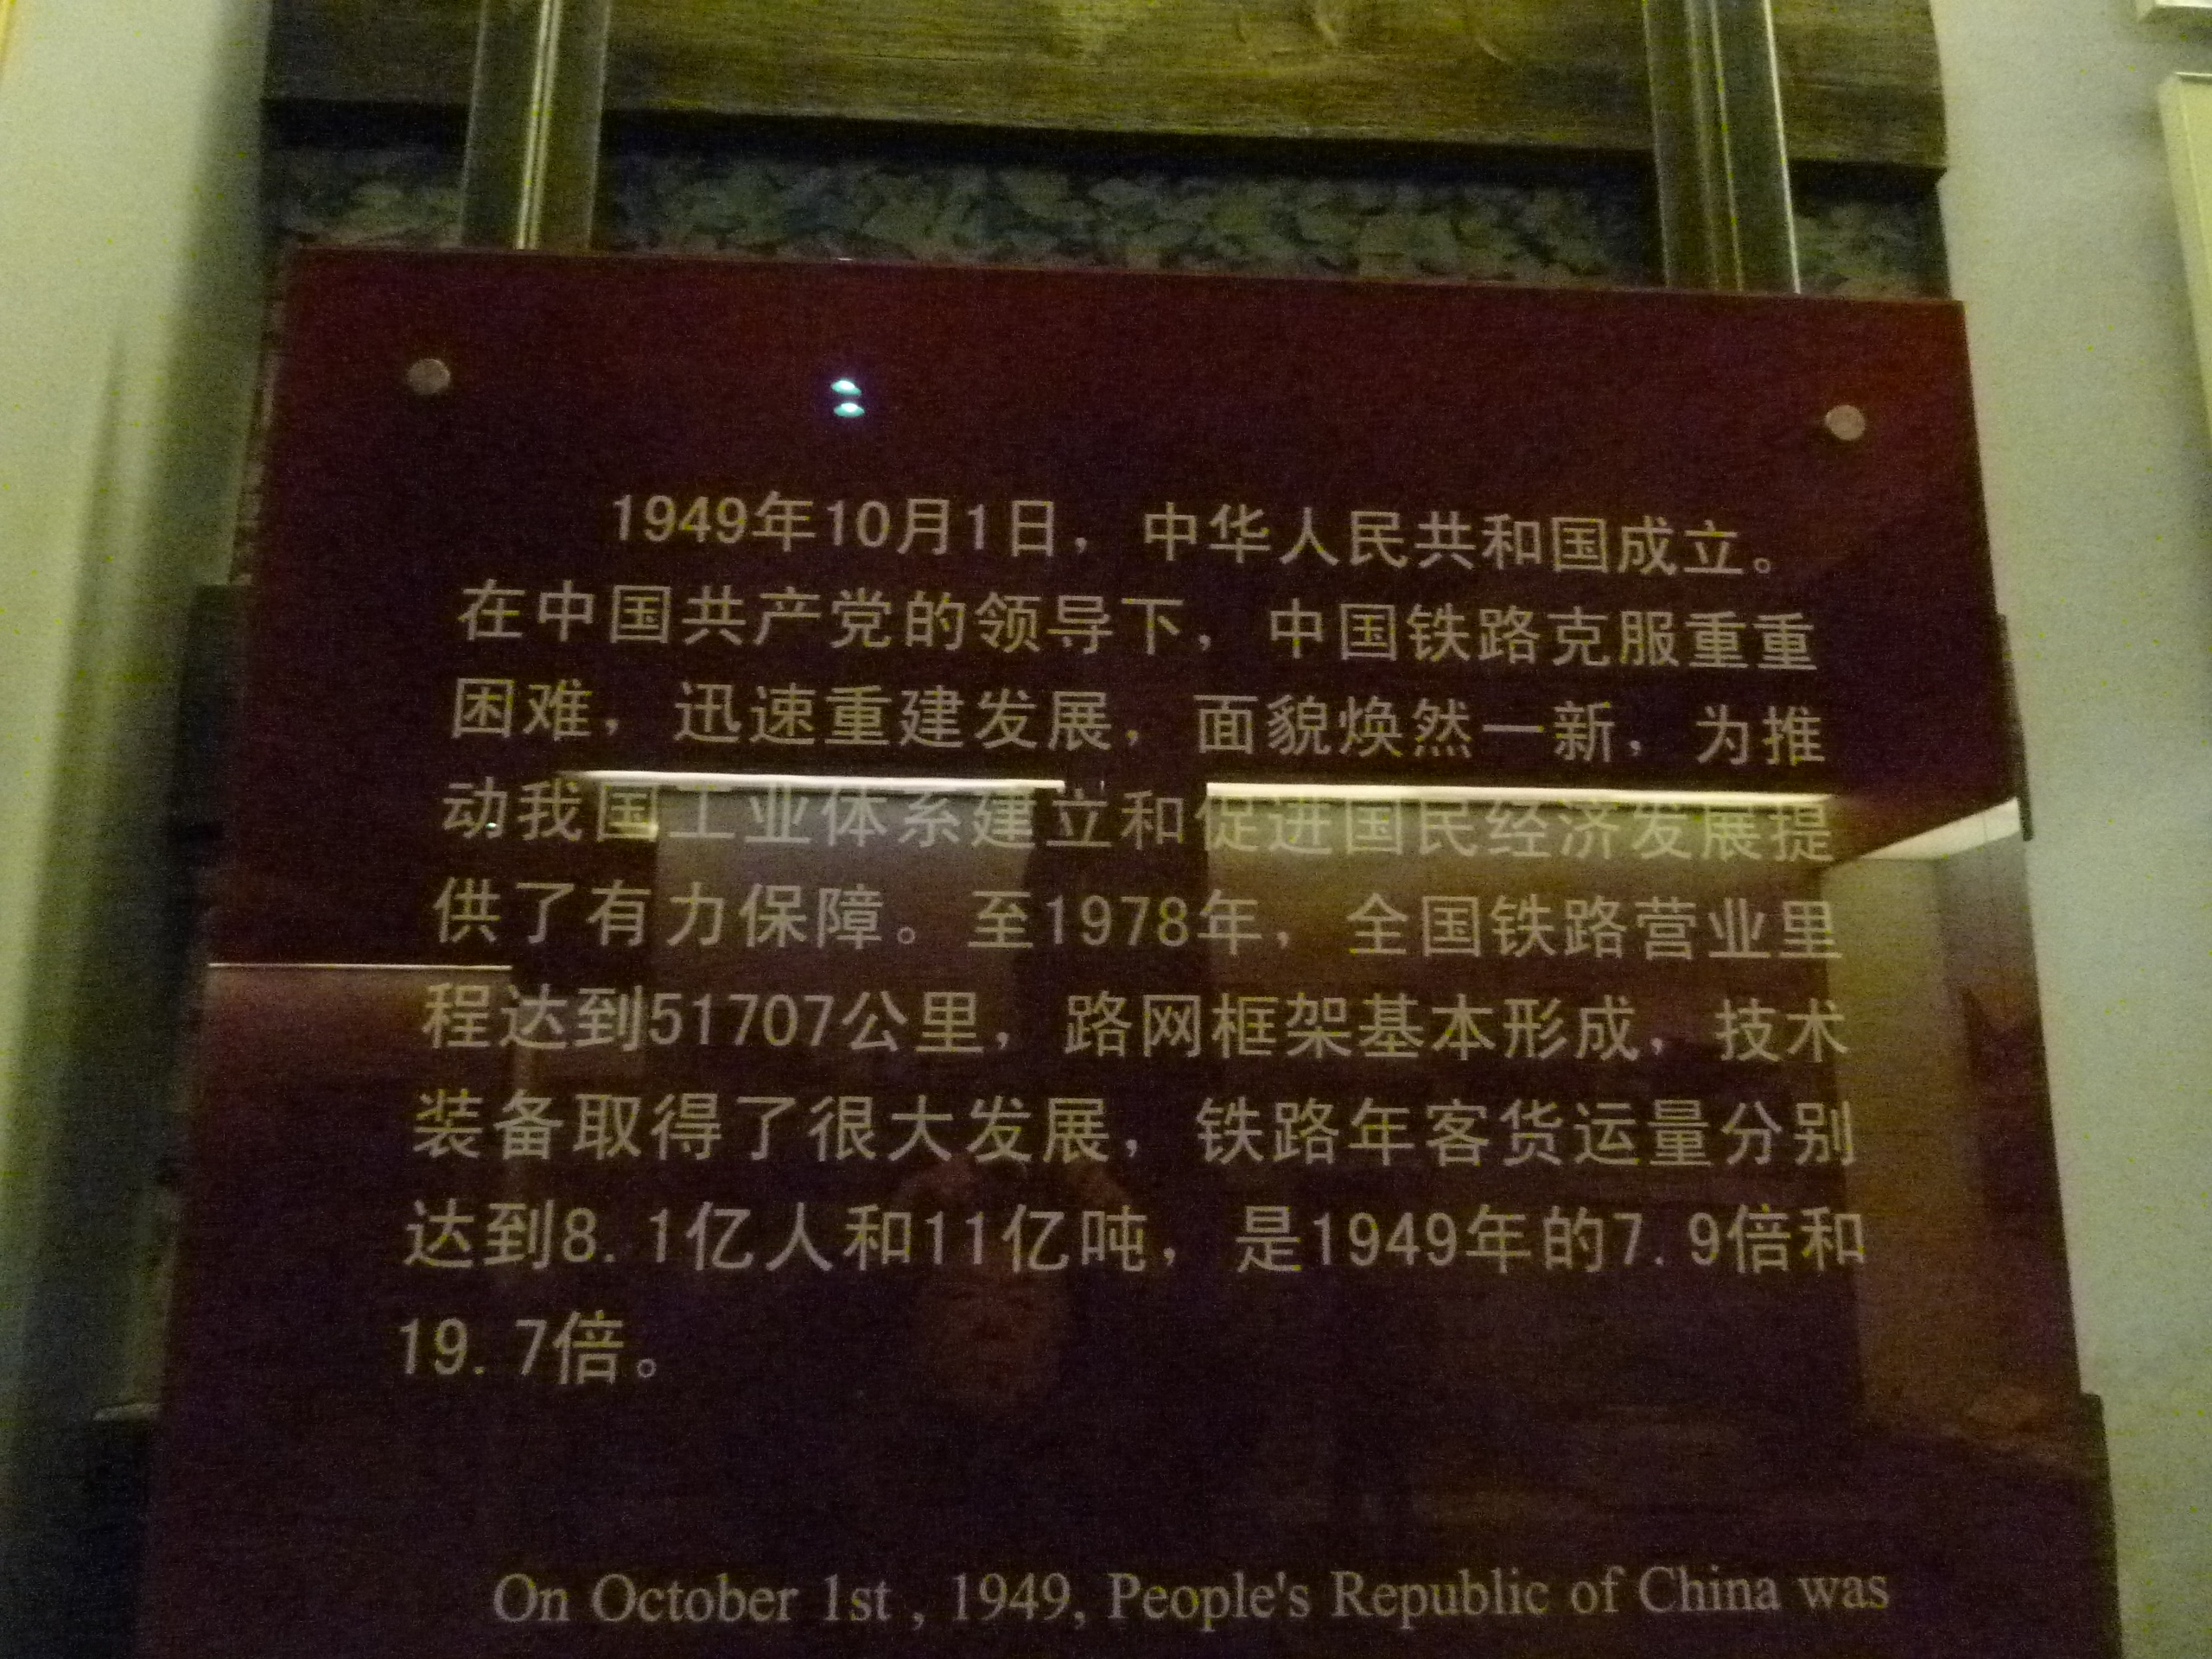 1949年10月1日，中华人民共和国成立。
在中国共产党的领导下，中国铁路克服重重
困难，迅速重建发展，面貌焕然一新，为推
动我国工业体系建立和促进国民经济发展提
供了有力保障。至1978年，全国铁路营业里
程达到51707公里，路网框架基本形成，技术
装备取得了很大发展，铁路年客货运量分别
达到8.1亿人和11亿吨，是1949年的7.9倍和
19.7倍。
On October 1st , 1949, People's Republic of China was